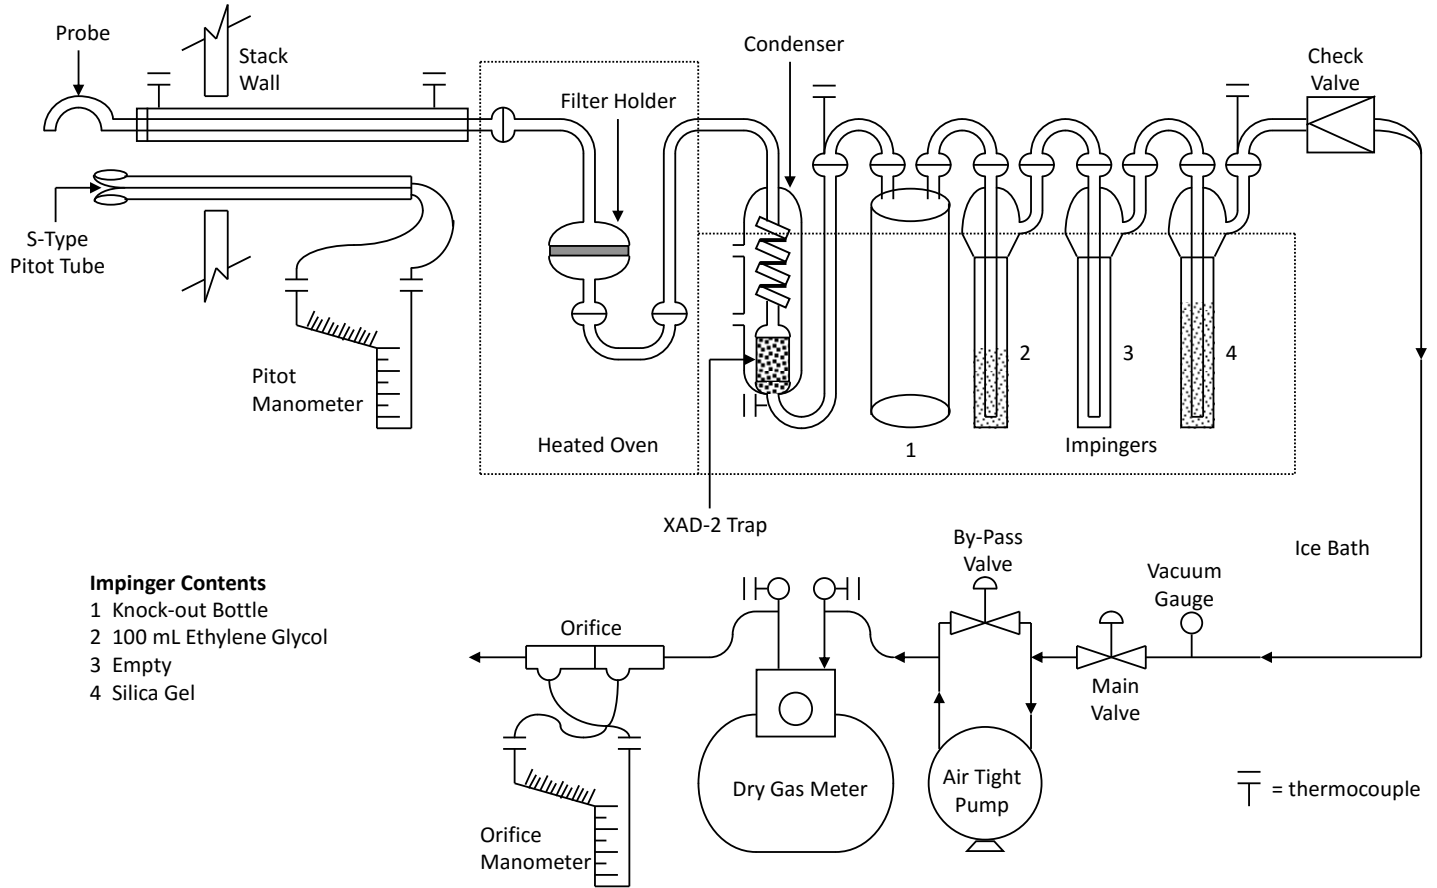 Probe
Stack
Wall
Condenser
Check
Valve
Filter Holder
S-Type
Pitot Tube
Pitot
Manometer
2
3
4
Heated Oven
1
Impingers
XAD-2 Trap
Ice Bath
By-Pass
Valve
Vacuum
Gauge
Impinger Contents
1 Knock-out Bottle
2 100 mL Ethylene Glycol
3 Empty
4 Silica Gel
Orifice
Main
Valve
Dry Gas Meter
Air Tight
Pump
= thermocouple
Orifice
Manometer